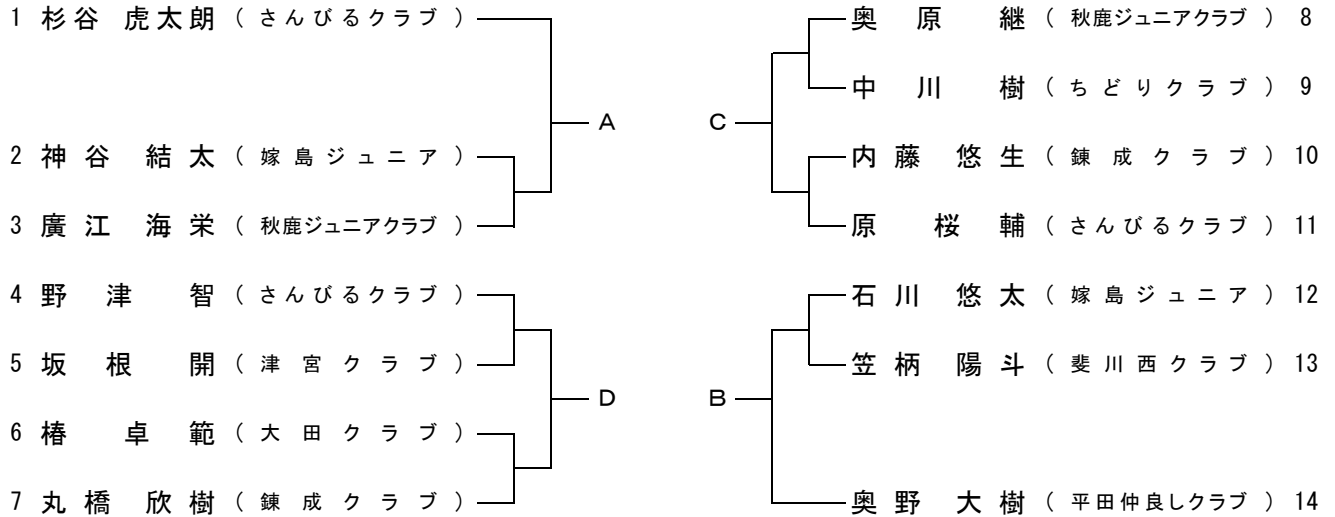 1 杉谷 虎太朗 （ さんびるクラブ ）
A
2 神谷 結太 （ 嫁島ジュニア ）
3 廣江 海栄 （ 秋鹿ジュニアクラブ ）
4 野津 智 （ さんびるクラブ ）
5 坂根 開 （ 津宮クラブ ）
D
6 椿 卓範 （ 大田クラブ ）
7 丸橋 欣樹 （ 錬成クラブ ）
奥原 継 （ 秋鹿ジュニアクラブ ） 8
中川 樹 （ ちどりクラブ ） 9
C
内藤 悠生 （ 錬成クラブ ） 10
原 桜輔 （ さんびるクラブ ） 11
石川 悠太 （ 嫁島ジュニア ） 12
笠柄 陽斗 （ 斐川西クラブ ） 13
B
奥野 大樹 （ 平田仲良しクラブ ） 14